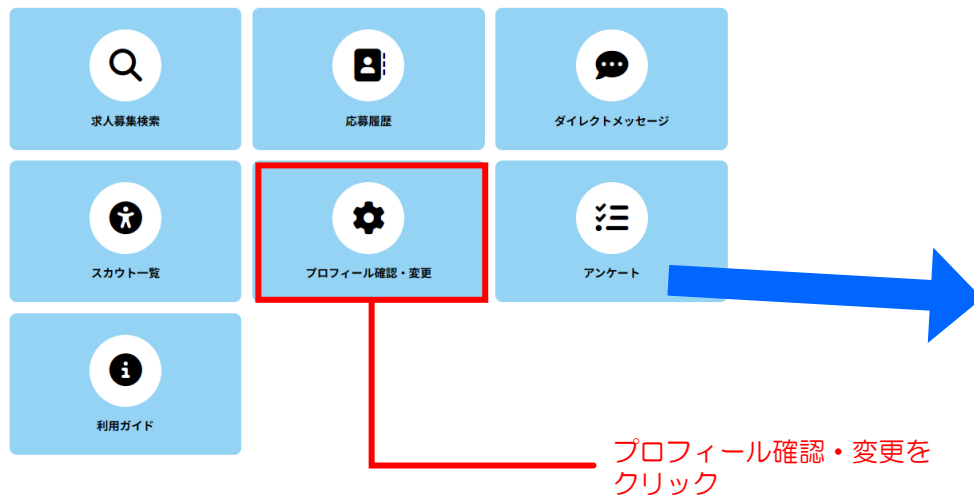 求人募集検索
応募履歴
ダイレクトメッセージ
スカウト一覧
プロフィール確認・変更
アンケート
利用ガイド
プロフィール確認・変更を
クリック